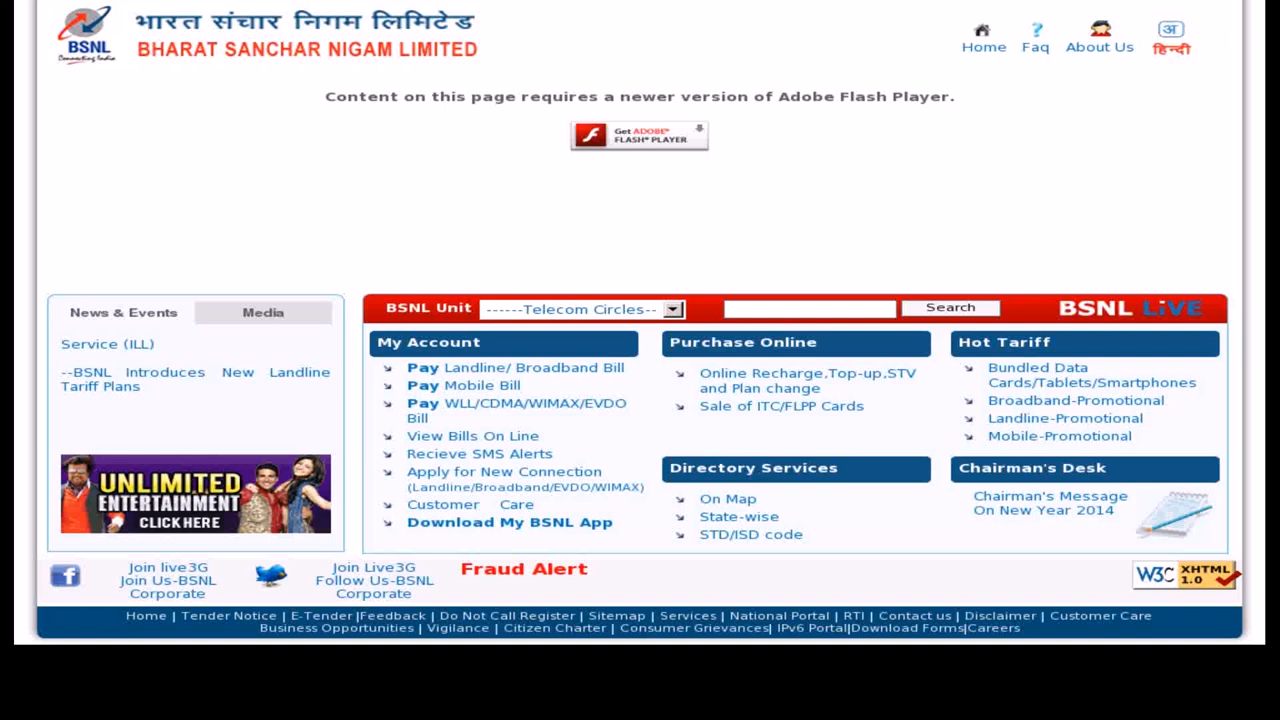 भारत संचार निगम लिमिटेड
BSNL
Connecting India
BHARAT SANCHAR NIGAM LIMITED
Home Faq About Us हिन्दी
अ
Content on this page requires a newer version of Adobe Flash Player.
Get ADOBE®
FLASH® PLAYER
News & Events Media
Service (ILL)
--BSNL Introduces New Landline
Tariff Plans
UNLIMITED
ENTERTAINMENT
CLICK HERE
BSNL Unit ------Telecom Circles-- Search BSNL LiVE
My Account
Pay Landline/ Broadband Bill
Pay Mobile Bill
Pay WLL/CDMA/WIMAX/EVDO
Bill
View Bills On Line
Recieve SMS Alerts
Apply for New Connection
(Landline/Broadband/EVDO/WIMAX)
Customer Care
Download My BSNL App
Purchase Online
Online Recharge,Top-up,STV
and Plan change
Sale of ITC/FLPP Cards
Directory Services
On Map
State-wise
STD/ISD code
Hot Tariff
Bundled Data
Cards/Tablets/Smartphones
Broadband-Promotional
Landline-Promotional
Mobile-Promotional
Chairman's Desk
Chairman's Message
On New Year 2014
Join live3G
Join Us-BSNL
Corporate
Join Live3G
Follow Us-BSNL
Corporate
Fraud Alert
W3C XHTML
1.0
Home | Tender Notice | E-Tender |Feedback | Do Not Call Register | Sitemap | Services | National Portal | RTI | Contact us | Disclaimer | Customer Care
Business Opportunities | Vigilance | Citizen Charter | Consumer Grievances| IPv6 Portal|Download Forms|Careers